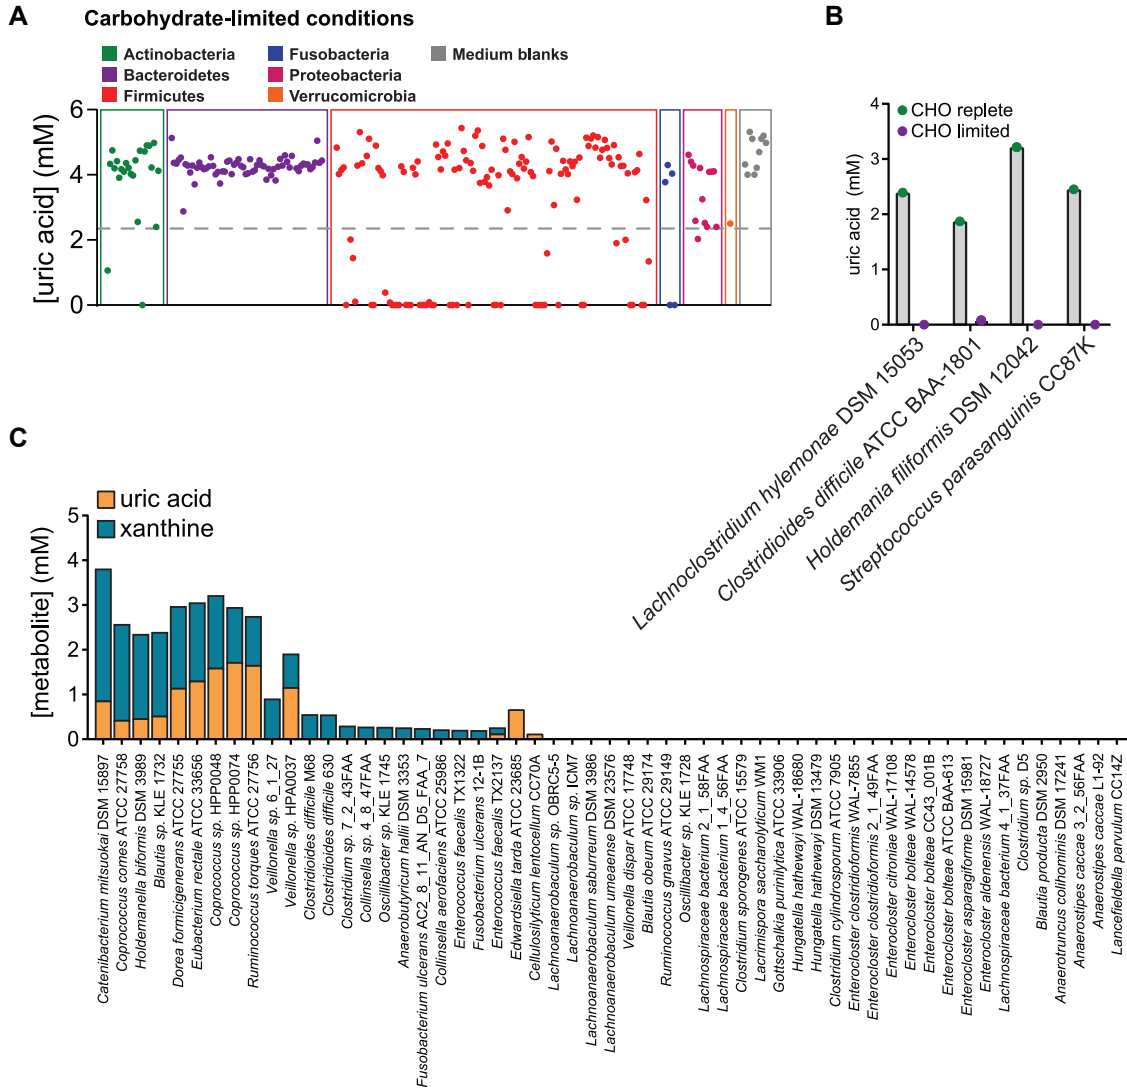 A
Carbohydrate-limited conditions
Actinobacteria
Bacteroidetes
Firmicutes
Fusobacteria
Proteobacteria
Verrucomicrobia
Medium blanks
[uric acid] (mM)
6
4
2
0
B
CHO replete
CHO limited
uric acid (mM)
4
3
2
1
0
Lachnoclostridium hylemonae DSM 15053
Clostridioides difficile ATCC BAA-1801
Holdemania filiformis DSM 12042
Streptococcus parasanguinis CC87K
C
uric acid
xanthine
[metabolite] (mM)
5
4
3
2
1
0
Catenibacterium mitsuokai DSM 15897
Coprococcus comes ATCC 27758
Holdemanella biformis DSM 3989
Blautia sp. KLE 1732
Dorea formicigenerans ATCC 27755
Eubacterium rectale ATCC 33656
Coprococcus sp. HPP0048
Coprococcus sp. HPP0074
Ruminococcus torques ATCC 27756
Veilonella sp. 6_1_27
Veillonella sp. HPA0037
Clostridioides difficile M68
Clostridioides difficile 630
Clostridium sp. 7_2_43FAA
Collinsella sp. 4_8_47FAA
Oscillibacter sp. KLE 1745
Anaerobutyricum hallii DSM 3353
Fusobacterium ulcerans AC2_8_11_AN_D5_FAA_7
Collinsella aerofaciens ATCC 25986
Enterococcus faecalis TX1322
Fusobacterium ulcerans 12-1B
Enterococcus faecalis TX2137
Edwardsiella tarda ATCC 23685
Cellulosilyticum lentocellum CC70A
Lachnoanaerobaculum sp. OBRC5-5
Lachnoanaerobaculum sp. ICM7
Lachnoanaerobaculum saburreum DSM 3986
Lachnoanaerobaculum umeaense DSM 23576
Veillonella dispar ATCC 17748
Blautia obeum ATCC 29174
Ruminococcus gnavus ATCC 29149
Oscillibacter sp. KLE 1728
Lachnospiraceae bacterium 2_1_58FAA
Lachnospiraceae bacterium 1_4_56FAA
Clostridium sporogenes ATCC 15579
Lacrimispora saccharolyticum WM1
Gottschalkia purinilytica ATCC 33906
Hungatella hathewayi WAL-18680
Hungatella hathewayi DSM 13479
Clostridium cylindrosporum ATCC 7905
Enterocloster clostridioformis WAL-7855
Enterocloster clostridioformis 2_1_49FAA
Enterocloster citroniae WAL-17108
Enterocloster bolteae WAL-14578
Enterocloster bolteae CC43_001B
Enterocloster bolteae ATCC BAA-613
Enterocloster asparagiforme DSM 15981
Enterocloster aldenensis WAL-18727
Lachnospiraceae bacterium 4_1_37FAA
Clostridium sp. D5
Blautia producta DSM 2950
Anaerotruncus colihominis DSM 17241
Anaerostipes caccae 3_2_56FAA
Anaerostipes caccae L1-92
Lancefieldella parvulum CC14Z